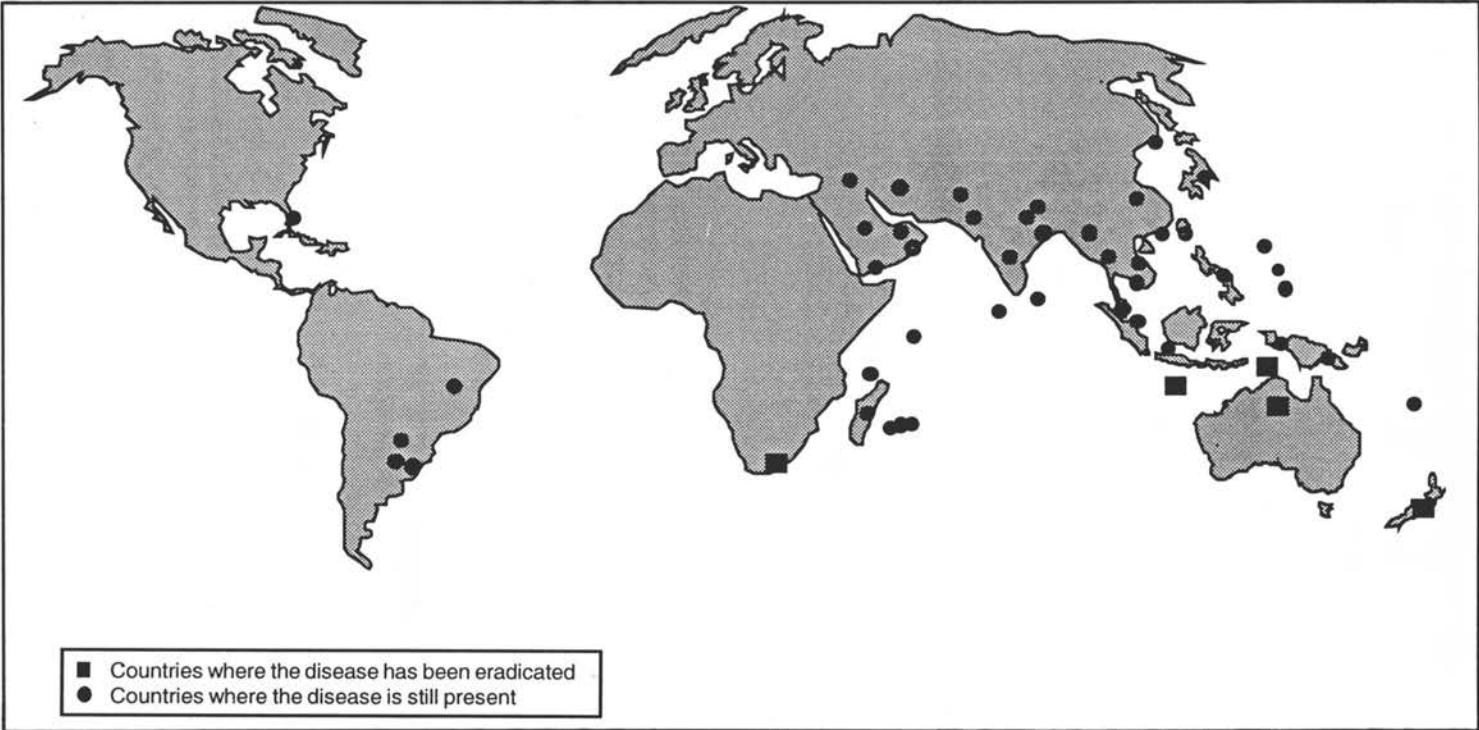 Countries where the disease has been eradicated
Countries where the disease is still present